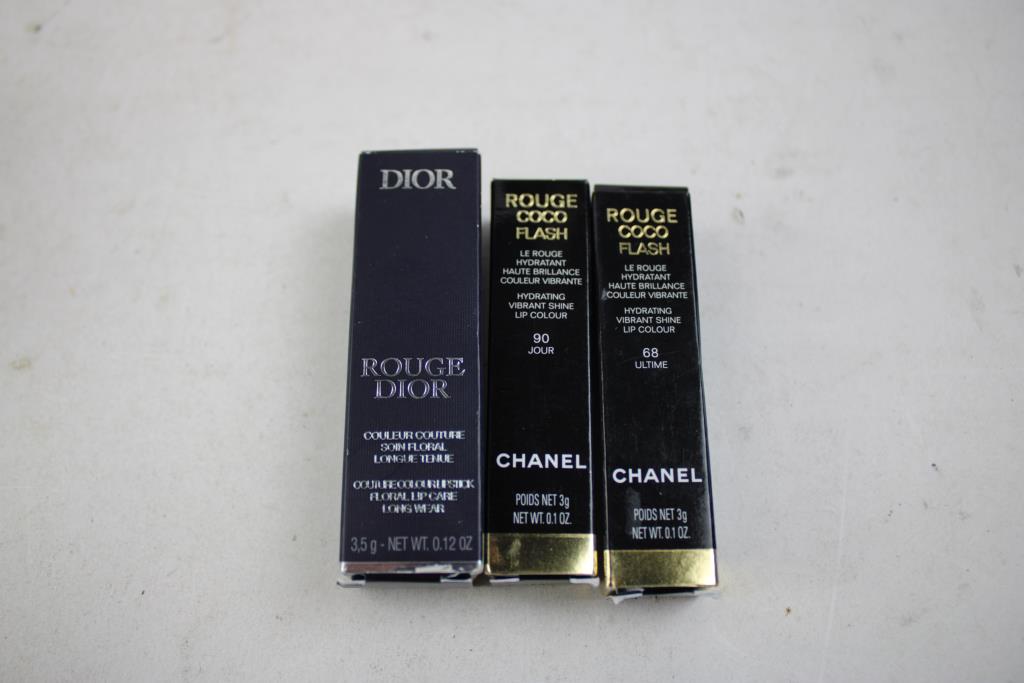 DIOR
ROUGE
DIOR
COULEUR COUTURE
SOIN FLORAL
LONGUE TENUE
COUTURE COLOUR LIPSTICK
FLORAL LIP CARE
LONG WEAR
3,5 g - NET WT. 0.12 OZ
ROUGE
COCO
FLASH
LE ROUGE
HYDRATANT
HAUTE BRILLANCE
COULEUR VIBRANTE
HYDRATING
VIBRANT SHINE
LIP COLOUR
90
JOUR
CHANEL
POIDS NET 3g
NET WT. 0.1 OZ.
ROUGE
COCO
FLASH
LE ROUGE
HYDRATANT
HAUTE BRILLANCE
COULEUR VIBRANTE
HYDRATING
VIBRANT SHINE
LIP COLOUR
68
ULTIME
CHANEL
POIDS NET 3g
NET WT. 0.1 OZ.